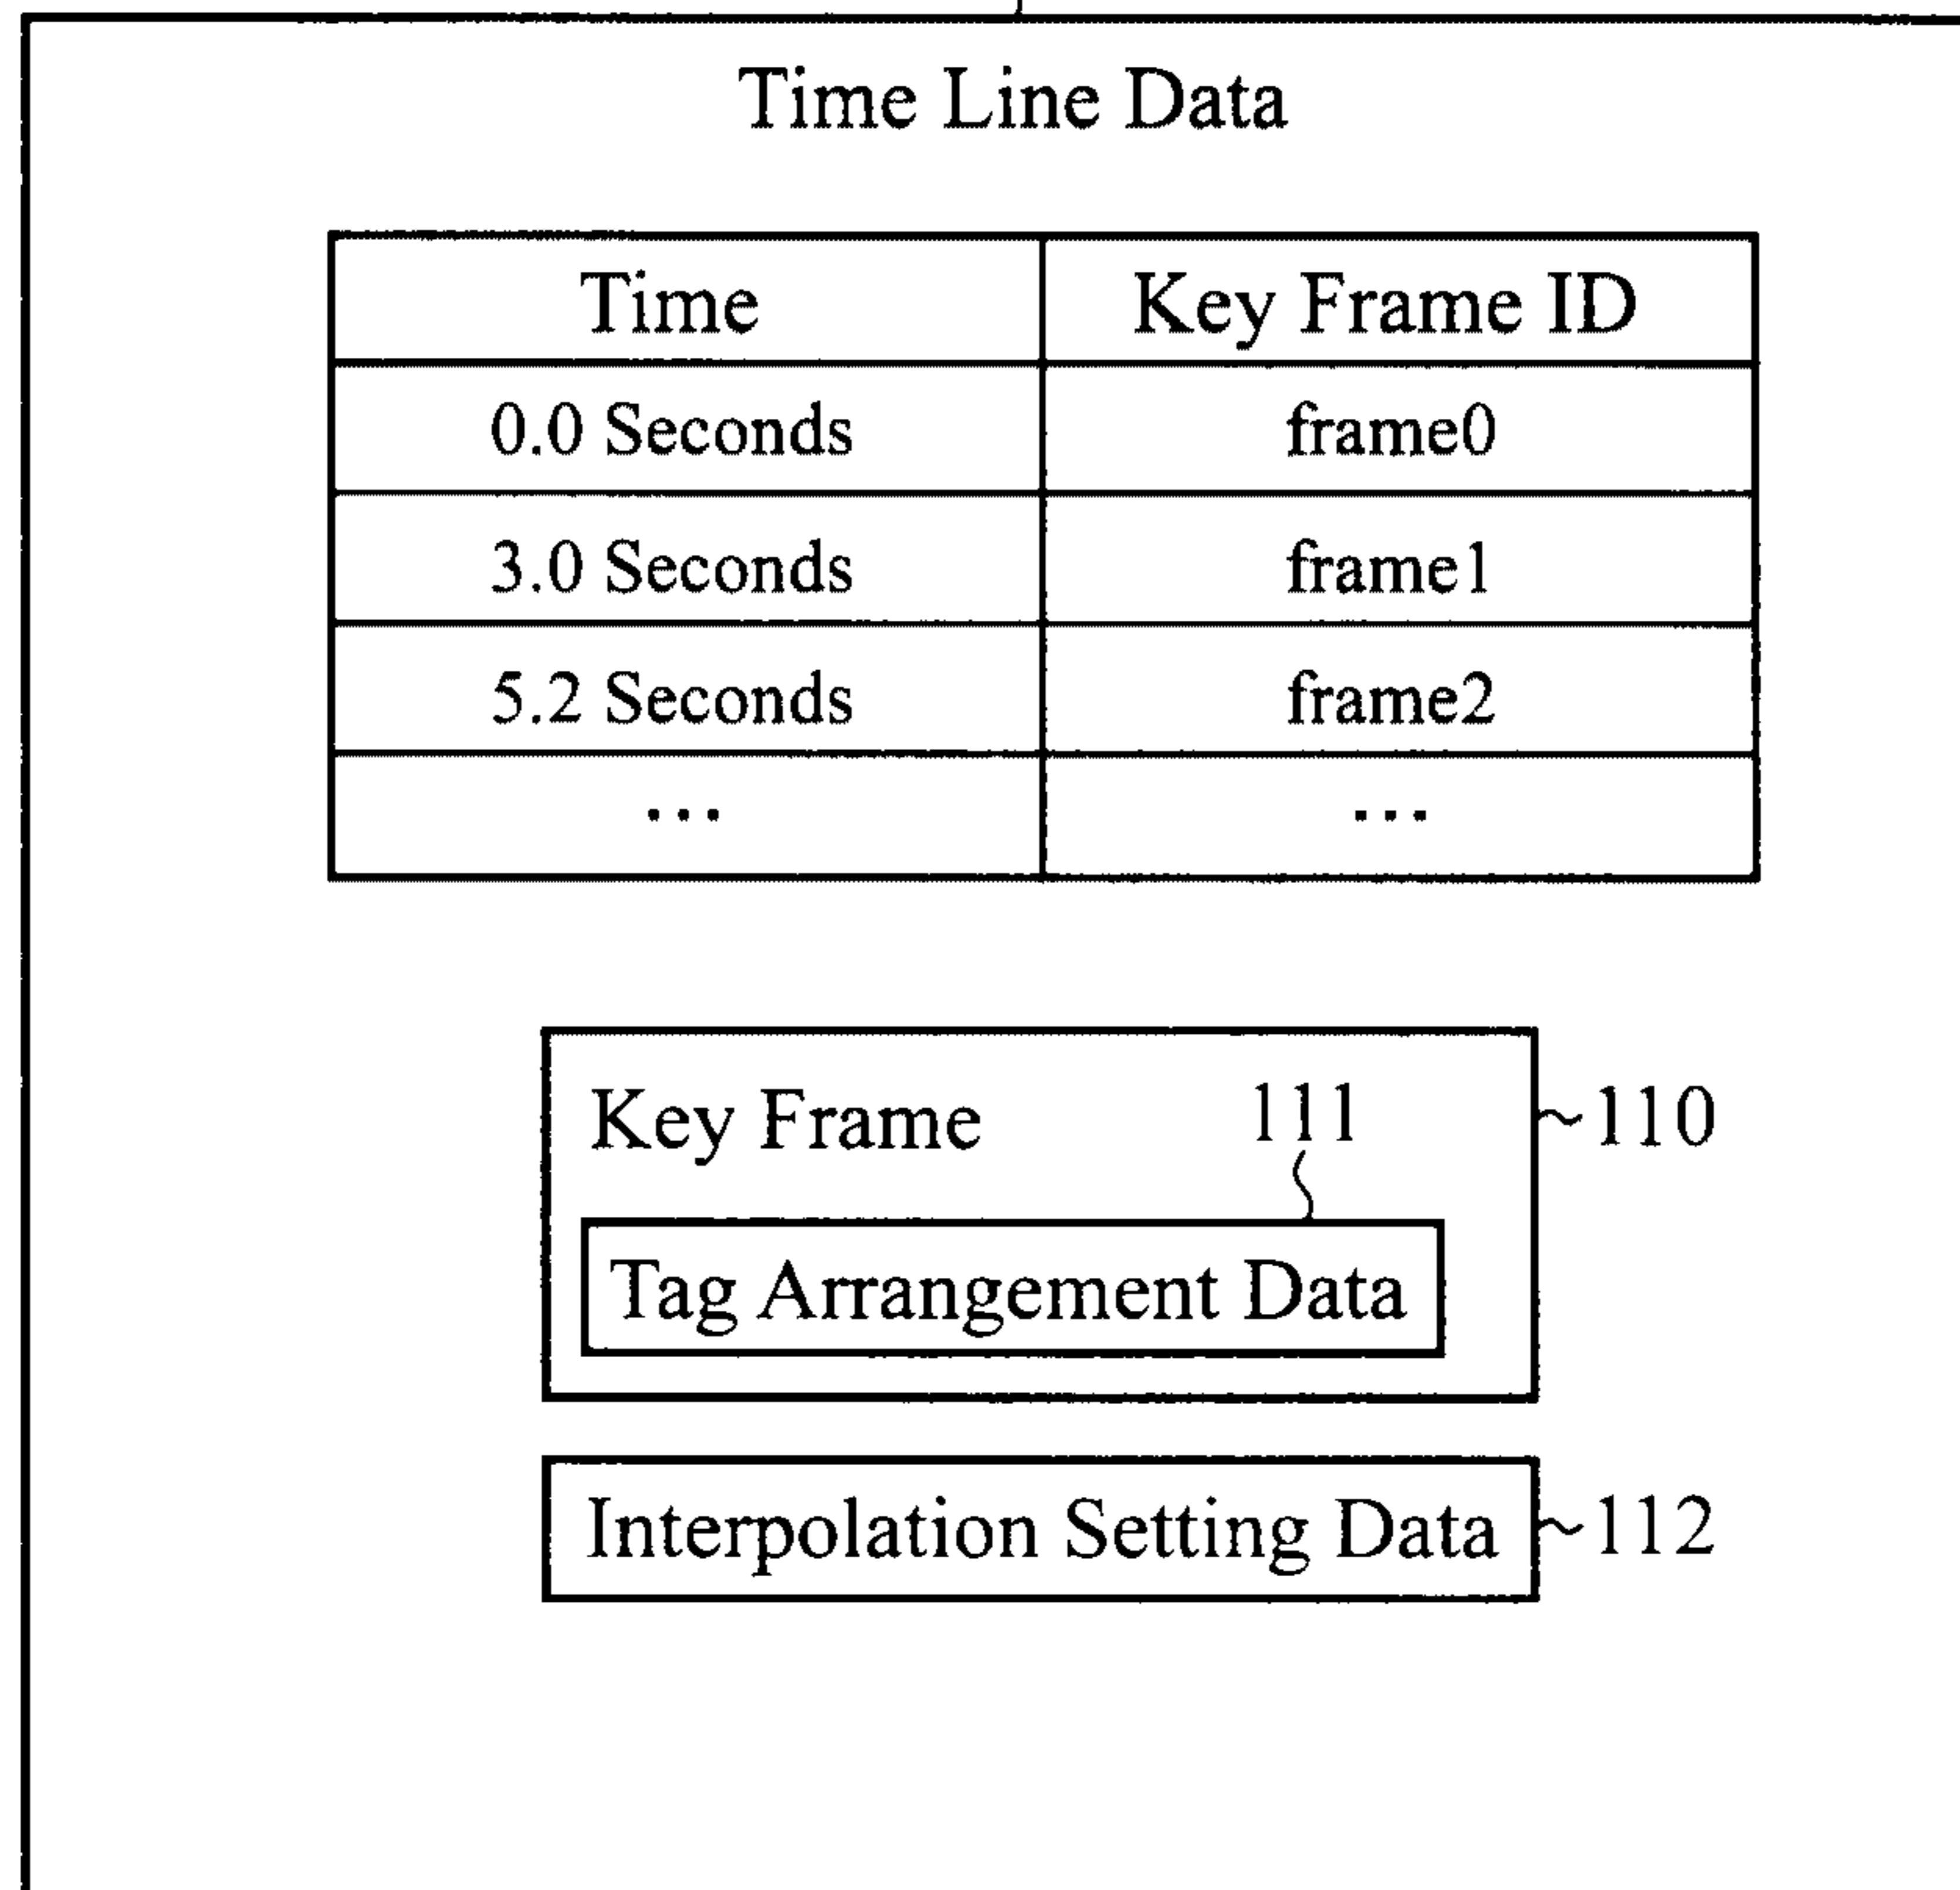 Time Line Data
Time Key Frame ID
0.0 Seconds frame0
3.0 Seconds frame1
5.2 Seconds frame2
... ...
Key Frame 111 110
Tag Arrangement Data
Interpolation Setting Data 112